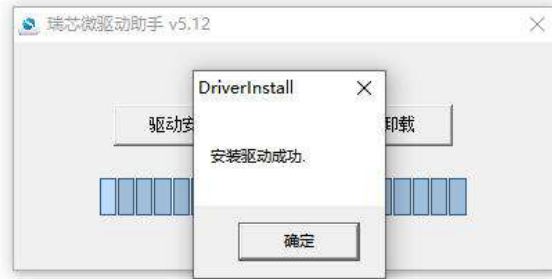 瑞芯微驱动助手 v5.12
DriverInstall
驱动安
卸载
安装驱动成功.
确定